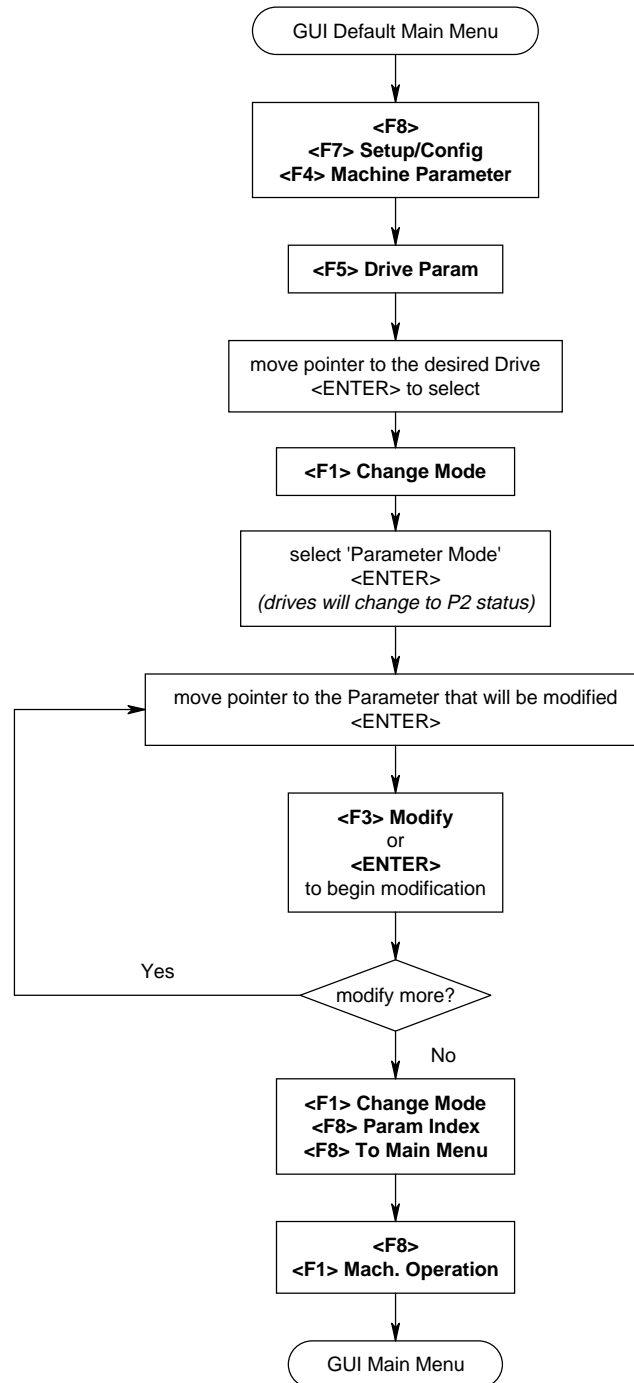 GUI Default Main Menu
<F8>
<F7> Setup/Config
<F4> Machine Parameter
<F5> Drive Param
move pointer to the desired Drive
<ENTER> to select
<F1> Change Mode
select 'Parameter Mode'
<ENTER>
(drives will change to P2 status)
move pointer to the Parameter that will be modified
<ENTER>
<F3> Modify
or
<ENTER>
to begin modification
Yes
modify more?
No
<F1> Change Mode
<F8> Param Index
<F8> To Main Menu
<F8>
<F1> Mach. Operation
GUI Main Menu